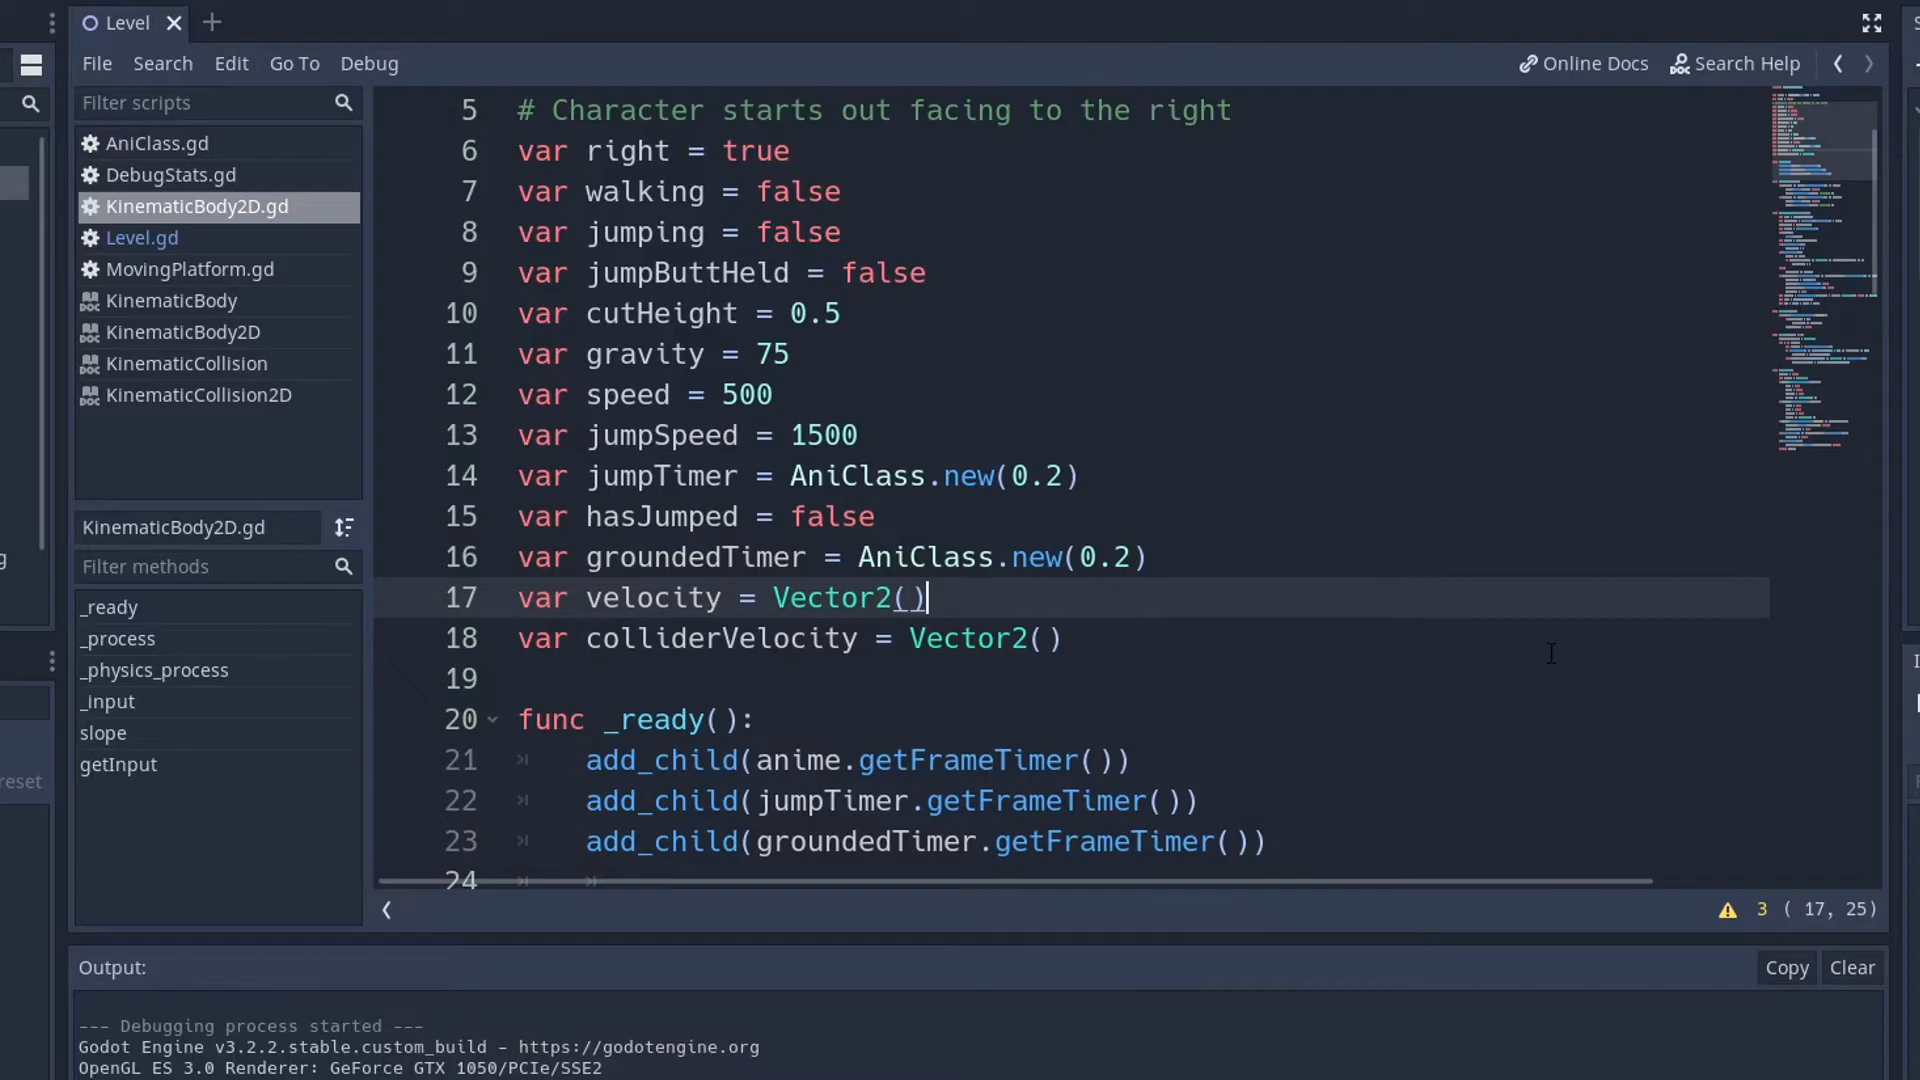 Level
File Search Edit Go To Debug Online Docs Search Help
Filter scripts
AniClass.gd
DebugStats.gd
KinematicBody2D.gd
Level.gd
MovingPlatform.gd
KinematicBody
KinematicBody2D
KinematicCollision
KinematicCollision2D
KinematicBody2D.gd
Filter methods
_ready
_process
_physics_process
_input
slope
getInput
5 # Character starts out facing to the right
6 var right = true
7 var walking = false
8 var jumping = false
9 var jumpButtHeld = false
10 var cutHeight = 0.5
11 var gravity = 75
12 var speed = 500
13 var jumpSpeed = 1500
14 var jumpTimer = AniClass.new(0.2)
15 var hasJumped = false
16 var groundedTimer = AniClass.new(0.2)
17 var velocity = Vector2()
18 var colliderVelocity = Vector2()
19
20 func _ready():
21 add_child(anime.getFrameTimer())
22 add_child(jumpTimer.getFrameTimer())
23 add_child(groundedTimer.getFrameTimer())
24
3 ( 17, 25)
g
reset
Output: Copy Clear
--- Debugging process started ---
Godot Engine v3.2.2.stable.custom_build - https://godotengine.org
OpenGL ES 3.0 Renderer: GeForce GTX 1050/PCIe/SSE2